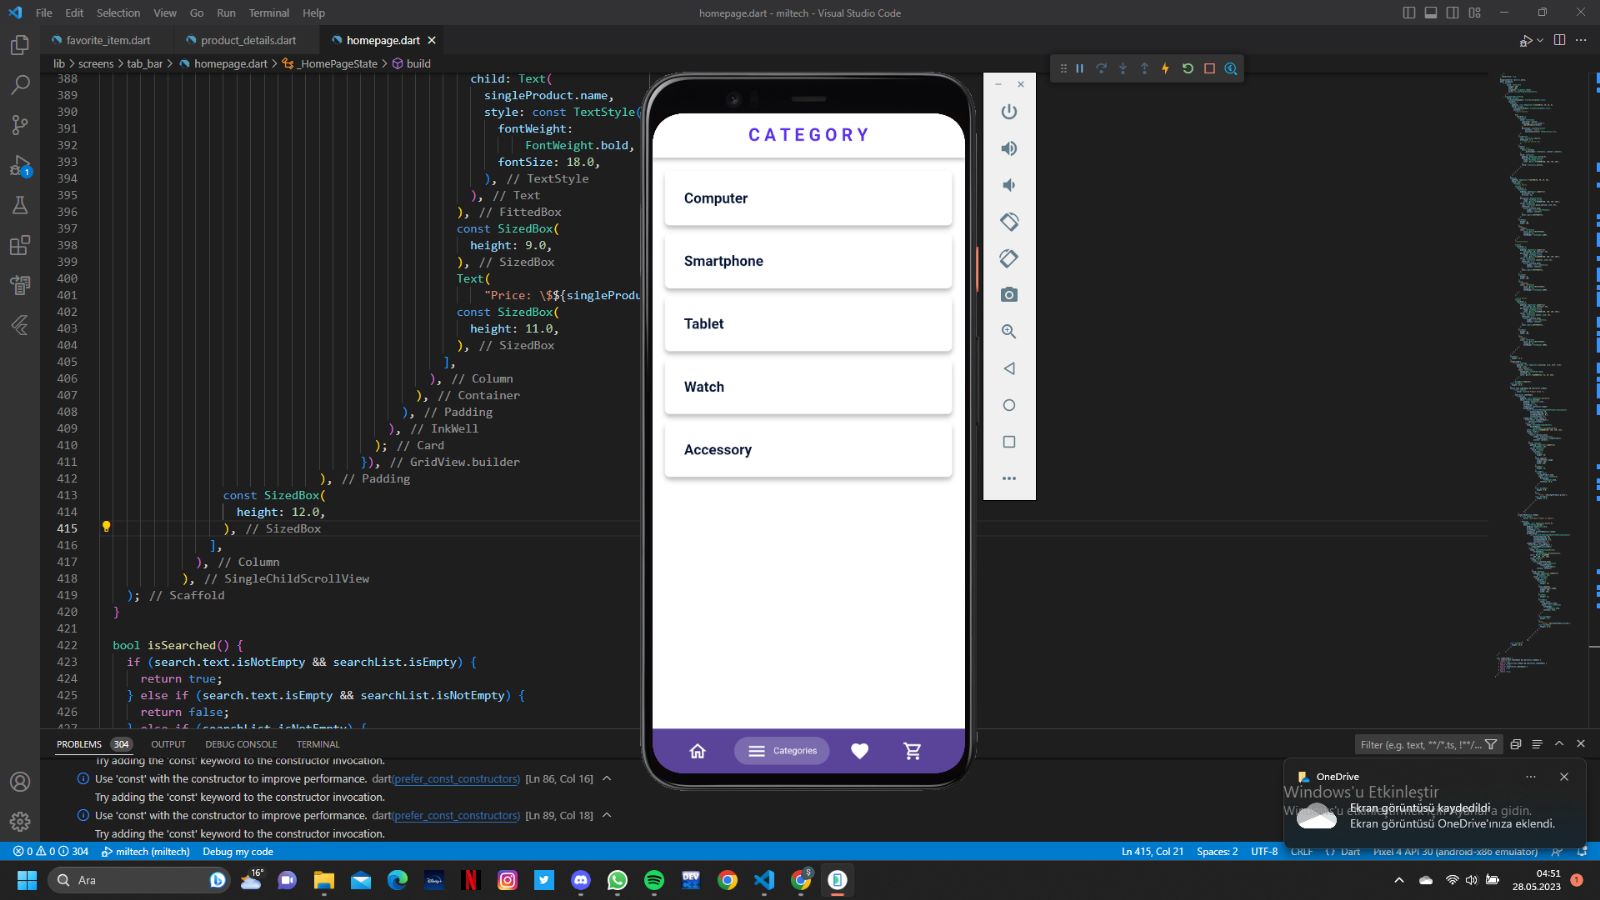 File Edit Selection View Go Run Terminal Help
homepage.dart - miltech - Visual Studio Code
favorite_item.dart
product_details.dart
homepage.dart
lib > screens > tab_bar > homepage.dart > _HomePageState > build
388 child: Text(
389 singleProduct.name,
390 style: const TextStyle(
391 fontWeight:
392 FontWeight.bold,
393 fontSize: 18.0,
394 ), // TextStyle
395 ), // Text
396 ), // FittedBox
397 const SizedBox(
398 height: 9.0,
399 ), // SizedBox
400 Text(
401 "Price: \$${singleProdu
402 const SizedBox(
403 height: 11.0,
404 ), // SizedBox
405 ],
406 ), // Column
407 ), // Container
408 ), // Padding
409 ), // InkWell
410 ); // Card
411 }), // GridView.builder
412 ), // Padding
413 const SizedBox(
414 height: 12.0,
415 ), // SizedBox
416 ],
417 ), // Column
418 ), // SingleChildScrollView
419 ); // Scaffold
420 }
421
422 bool isSearched() {
423 if (search.text.isNotEmpty && searchList.isEmpty) {
424 return true;
425 } else if (search.text.isEmpty && searchList.isNotEmpty) {
426 return false;
427 } else if (searchList.isNotEmpty) {
CATEGORY
Computer
Smartphone
Tablet
Watch
Accessory
Categories
1
PROBLEMS 304 OUTPUT DEBUG CONSOLE TERMINAL
Filter (e.g. text, **/*.ts, !**/...
Try adding the 'const' keyword to the constructor invocation.
Use 'const' with the constructor to improve performance. dart(prefer_const_constructors) [Ln 86, Col 16]
Try adding the 'const' keyword to the constructor invocation.
Use 'const' with the constructor to improve performance. dart(prefer_const_constructors) [Ln 89, Col 18]
Try adding the 'const' keyword to the constructor invocation.
OneDrive
Windows'u Etkinleştir
Ekran görüntüsü kaydedildi
Ekran görüntüsü OneDrive'ınıza eklendi.
0 0 304 miltech (miltech) Debug my code
Ln 415, Col 21 Spaces: 2 UTF-8 CRLF {} Dart Pixel 4 API 30 (android-x86 emulator)
Ara
16°
04:51
28.05.2023
1